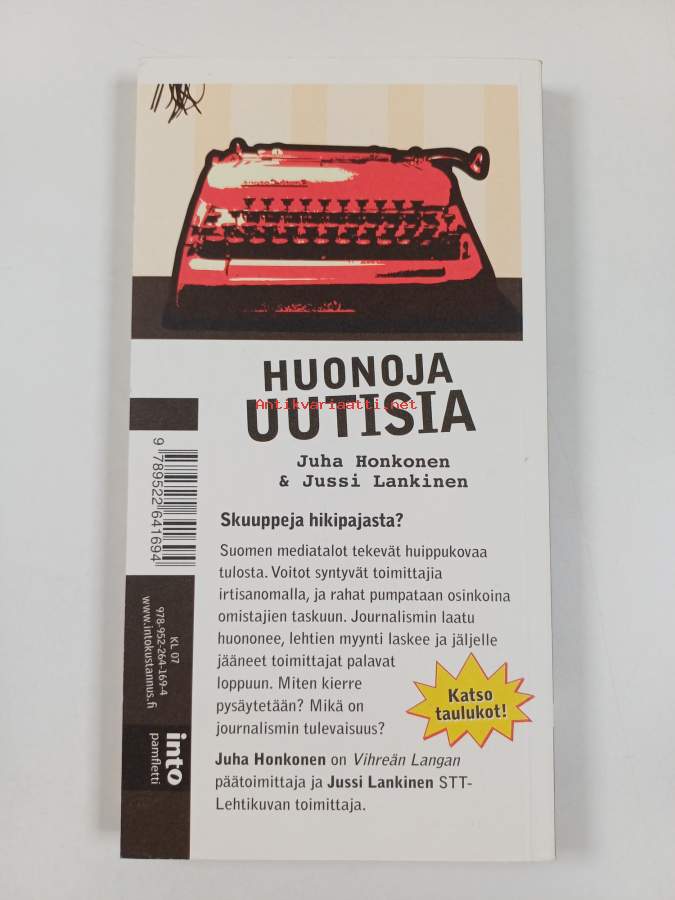 HUONOJA
UUTISIA
Antikvariaatti.net
Juha Honkonen
& Jussi Lankinen
Skuuppeja hikipajasta?
Suomen mediatalot tekevät huippukovaa
tulosta. Voitot syntyvät toimittajia
irtisanomalla, ja rahat pumpataan osinkoina
omistajien taskuun. Journalismin laatu
huononee, lehtien myynti laskee ja jäljelle
jääneet toimittajat palavat
loppuun. Miten kierre
pysäytetään? Mikä on
journalismin tulevaisuus?
Katso
taulukot!
Juha Honkonen on Vihreän Langan
päätoimittaja ja Jussi Lankinen STT-
Lehtikuvan toimittaja.
9 789522 641694
KL 07
978-952-264-169-4
www.intokustannus.fi
into
pamfletti